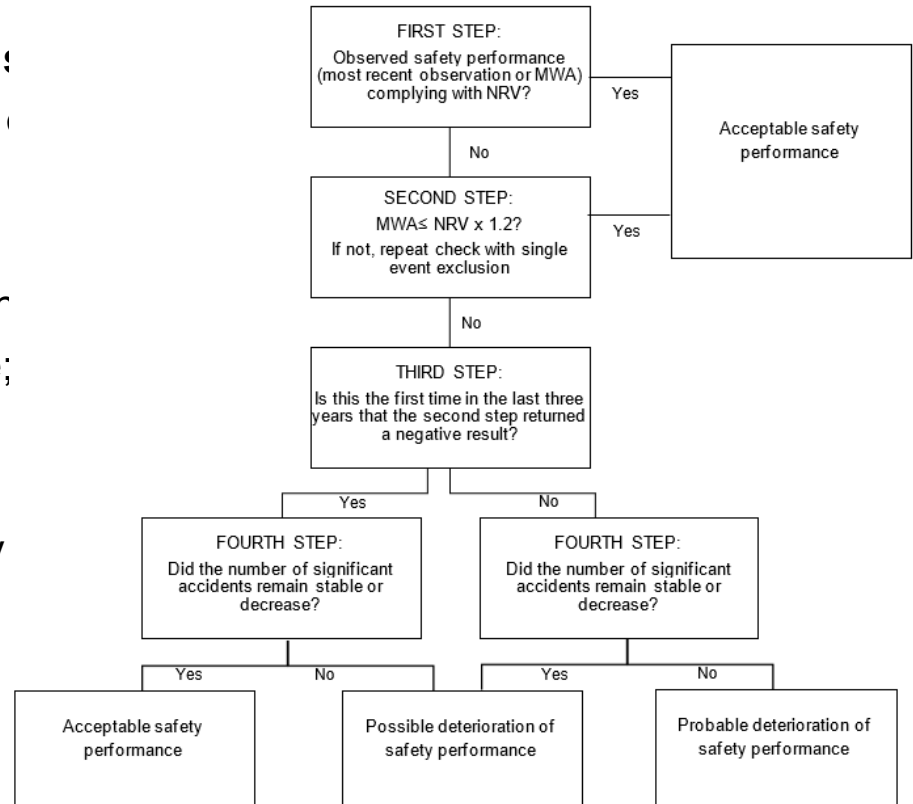 FIRST STEP:
Observed safety performance
(most recent observation or MWA)
complying with NRV?
Yes
Acceptable safety
performance
No
SECOND STEP:
MWA≤ NRV x 1.2?
If not, repeat check with single
event exclusion
Yes
No
THIRD STEP:
Is this the first time in the last three
years that the second step returned
a negative result?
Yes
No
FOURTH STEP:
Did the number of significant
accidents remain stable or
decrease?
FOURTH STEP:
Did the number of significant
accidents remain stable or
decrease?
Yes
No
Yes
No
Acceptable safety
performance
Possible deterioration of
safety performance
Probable deterioration of
safety performance